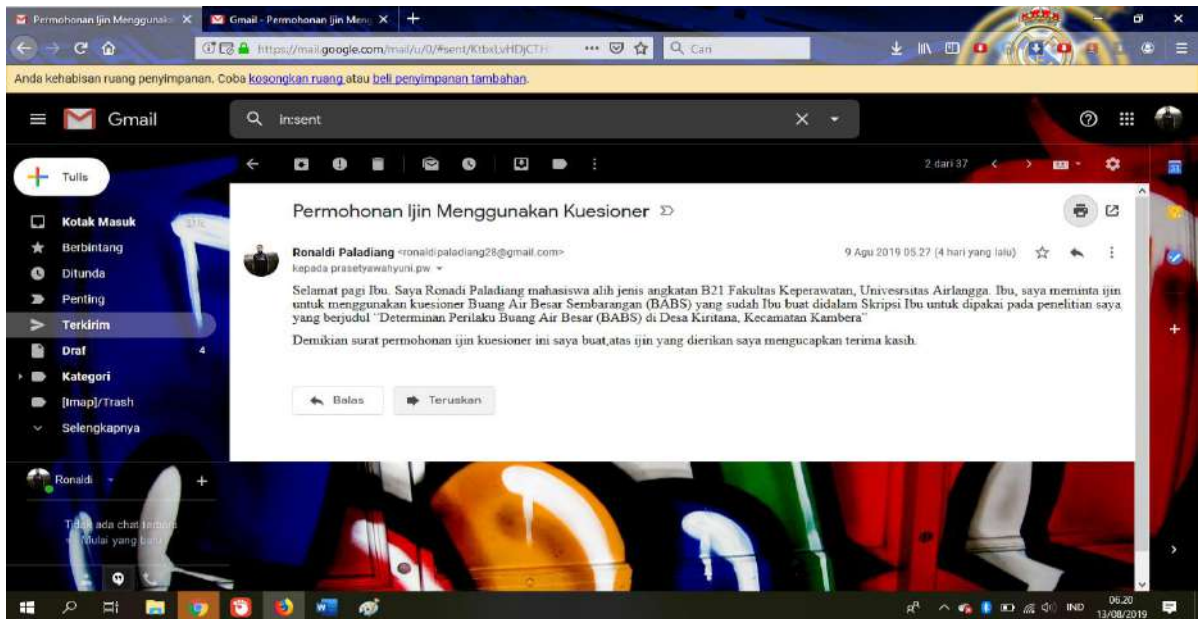 Permohonan Ijin Menggunak
Gmail - Permohonan Ijin Meng
https://mail.google.com/mail/u/0/#sent/
Cari
Anda kehabisan ruang penyimpanan. Coba kosongkan ruang atau beli penyimpanan tambahan.
Gmail
in:sent
Tulis
2 dari 37
Kotak Masuk
Berbintang
Ditunda
Penting
Terkirim
Draf 4
Kategori
[Imap]/Trash
Selengkapnya
Permohonan Ijin Menggunakan Kuesioner
Ronaldi Paladiang <ronaldipaladiang28@gmail.com>
9 Agu 2019 05.27 (4 hari yang lalu)
kepada prasetyawahyuni.pw
Selamat pagi Ibu. Saya Ronadi Paladiang mahasiswa alih jenis angkatan B21 Fakultas Keperawatan, Univesrsitas Airlangga. Ibu, saya meminta ijin
untuk menggunakan kuesioner Buang Air Besar Sembarangan (BABS) yang sudah Ibu buat didalam Skripsi Ibu untuk dipakai pada penelitian saya
yang berjudul "Determinan Perilaku Buang Air Besar (BABS) di Desa Kiritana, Kecamatan Kambera"
Demikian surat permohonan ijin kuesioner ini saya buat,atas ijin yang dierikan saya mengucapkan terima kasih.
Balas
Teruskan
Ronaldi
Tidak ada chat
Mulai yang baru
IND
06.20
13/08/2019